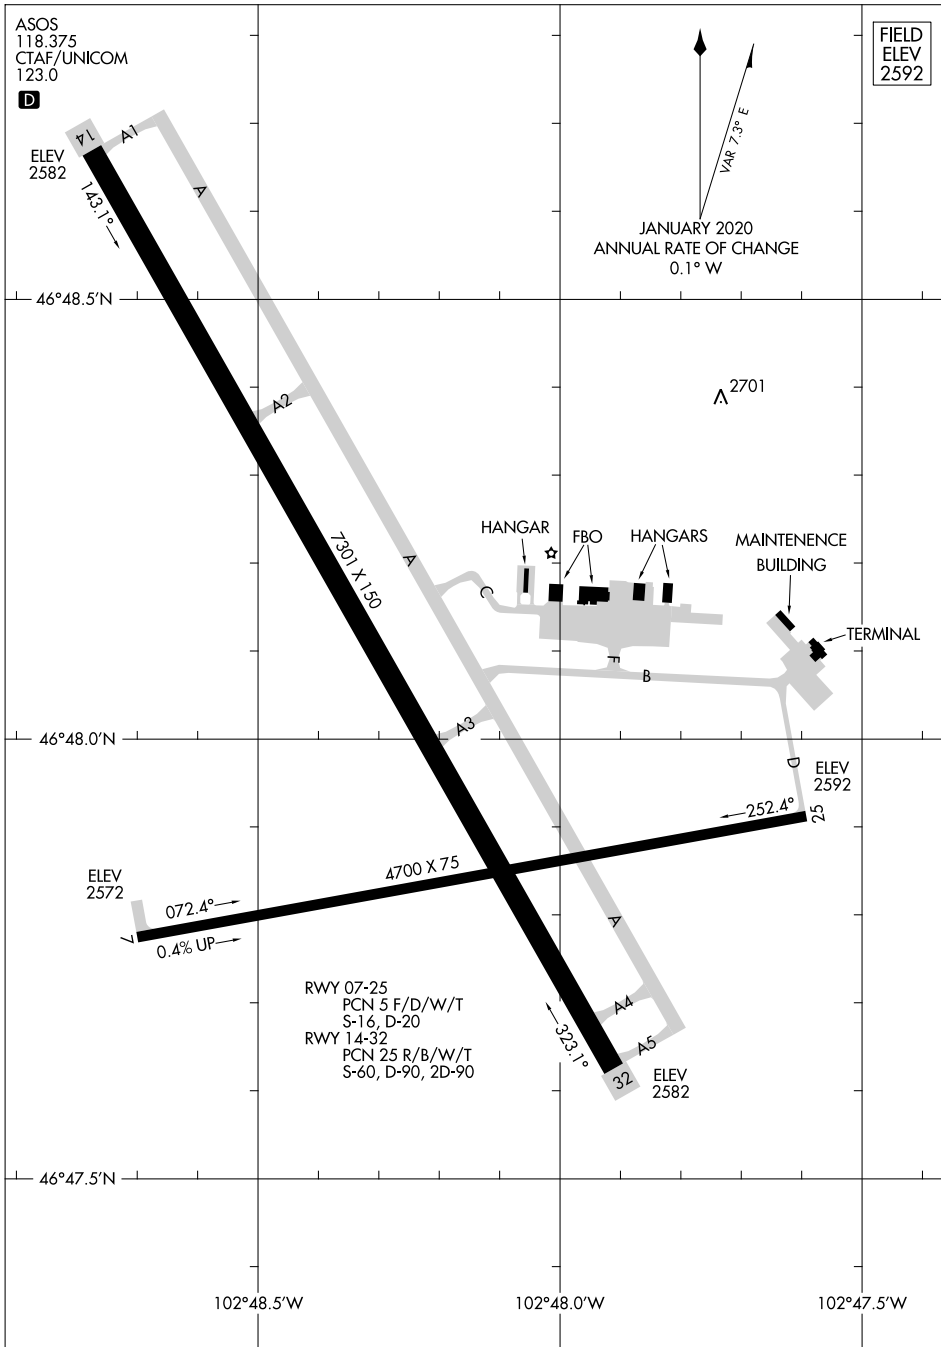 ASOS
118.375
CTAF/UNICOM
123.0
D
FIELD
ELEV
2592
VAR 7.3° E
JANUARY 2020
ANNUAL RATE OF CHANGE
0.1° W
14
A1
ELEV
2582
143.1°
A
46°48.5'N
A2
2701
7301 X 150
A
HANGAR
FBO
HANGARS
MAINTENENCE
BUILDING
C
TERMINAL
F
B
A3
46°48.0'N
D
ELEV
2592
252.4°
25
4700 X 75
ELEV
2572
072.4°
7
0.4% UP
A
RWY 07-25
PCN 5 F/D/W/T
S-16, D-20
RWY 14-32
PCN 25 R/B/W/T
S-60, D-90, 2D-90
A4
323.1°
A5
32
ELEV
2582
46°47.5'N
102°48.5'W
102°48.0'W
102°47.5'W